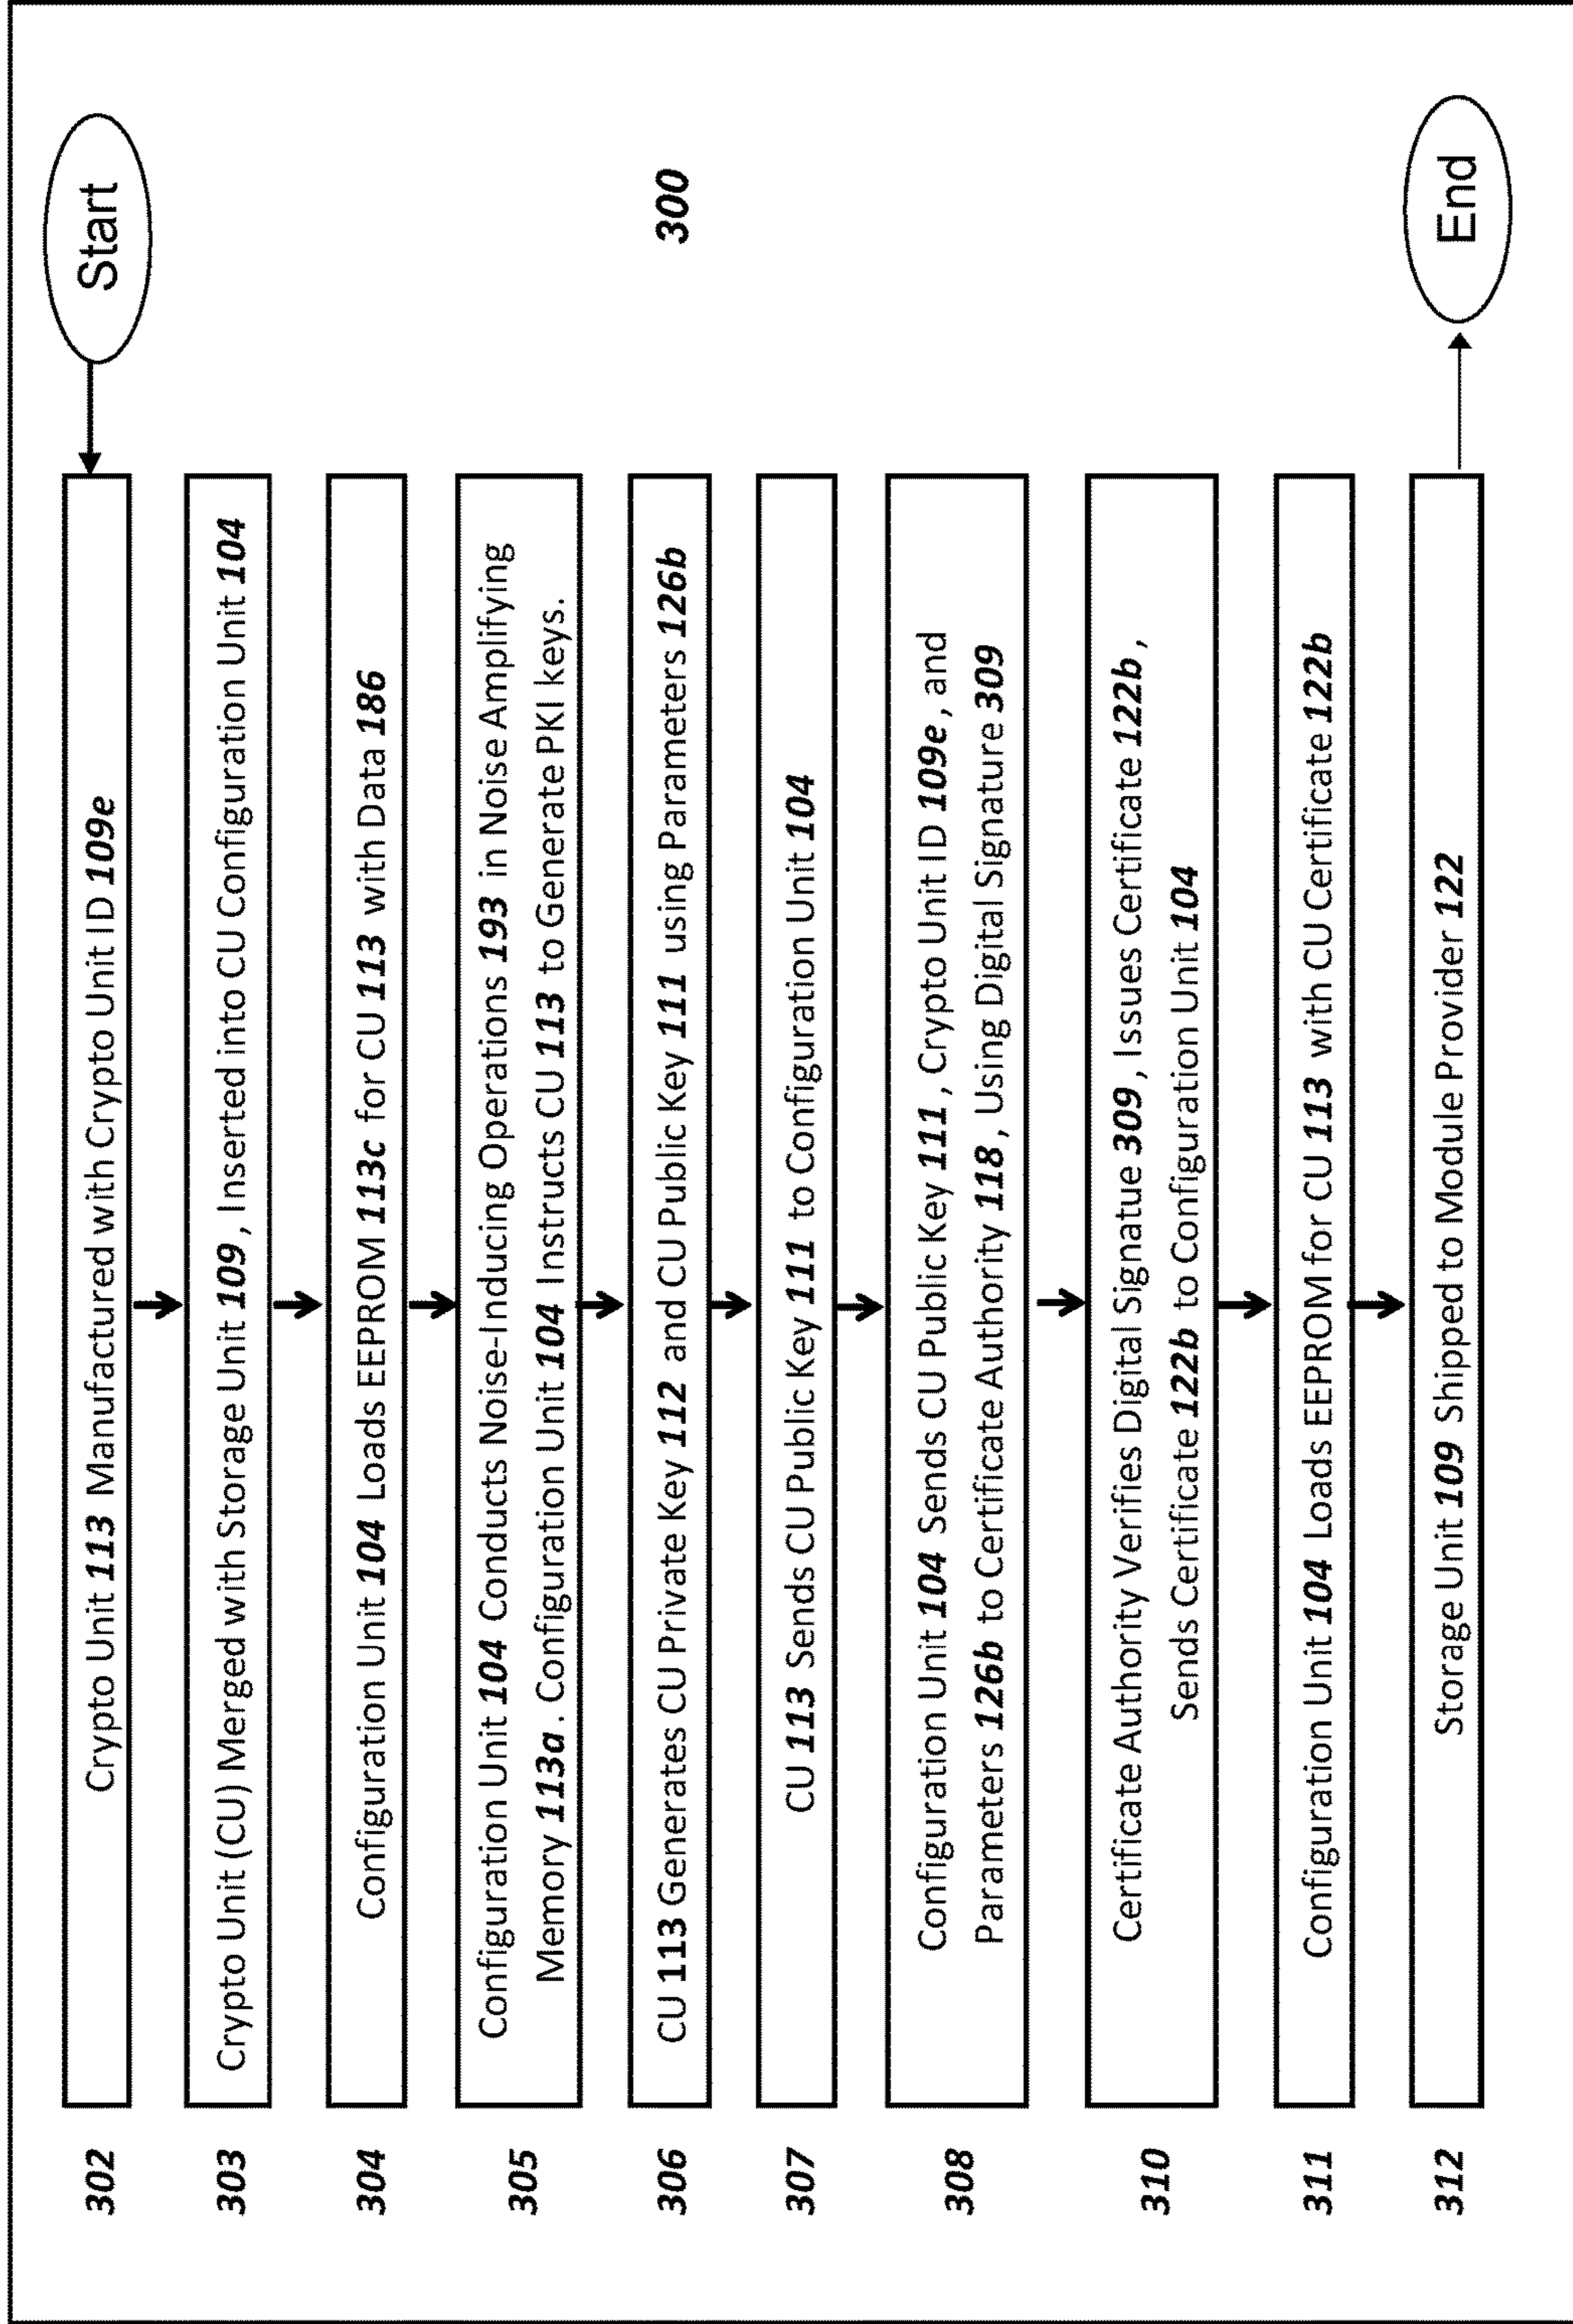 Start
302
Crypto Unit 113 Manufactured with Crypto Unit ID 109e
303
Crypto Unit (CU) Merged with Storage Unit 109, Inserted into CU Configuration Unit 104
304
Configuration Unit 104 Loads EEPROM 113c for CU 113 with Data 186
305
Configuration Unit 104 Conducts Noise-Inducing Operations 193 in Noise Amplifying
Memory 113a. Configuration Unit 104 Instructs CU 113 to Generate PKI keys.
306
CU 113 Generates CU Private Key 112 and CU Public Key 111 using Parameters 126b
300
307
CU 113 Sends CU Public Key 111 to Configuration Unit 104
308
Configuration Unit 104 Sends CU Public Key 111, Crypto Unit ID 109e, and
Parameters 126b to Certificate Authority 118, Using Digital Signature 309
310
Certificate Authority Verifies Digital Signatue 309, Issues Certificate 122b,
Sends Certificate 122b to Configuration Unit 104
311
Configuration Unit 104 Loads EEPROM for CU 113 with CU Certificate 122b
312
Storage Unit 109 Shipped to Module Provider 122
End